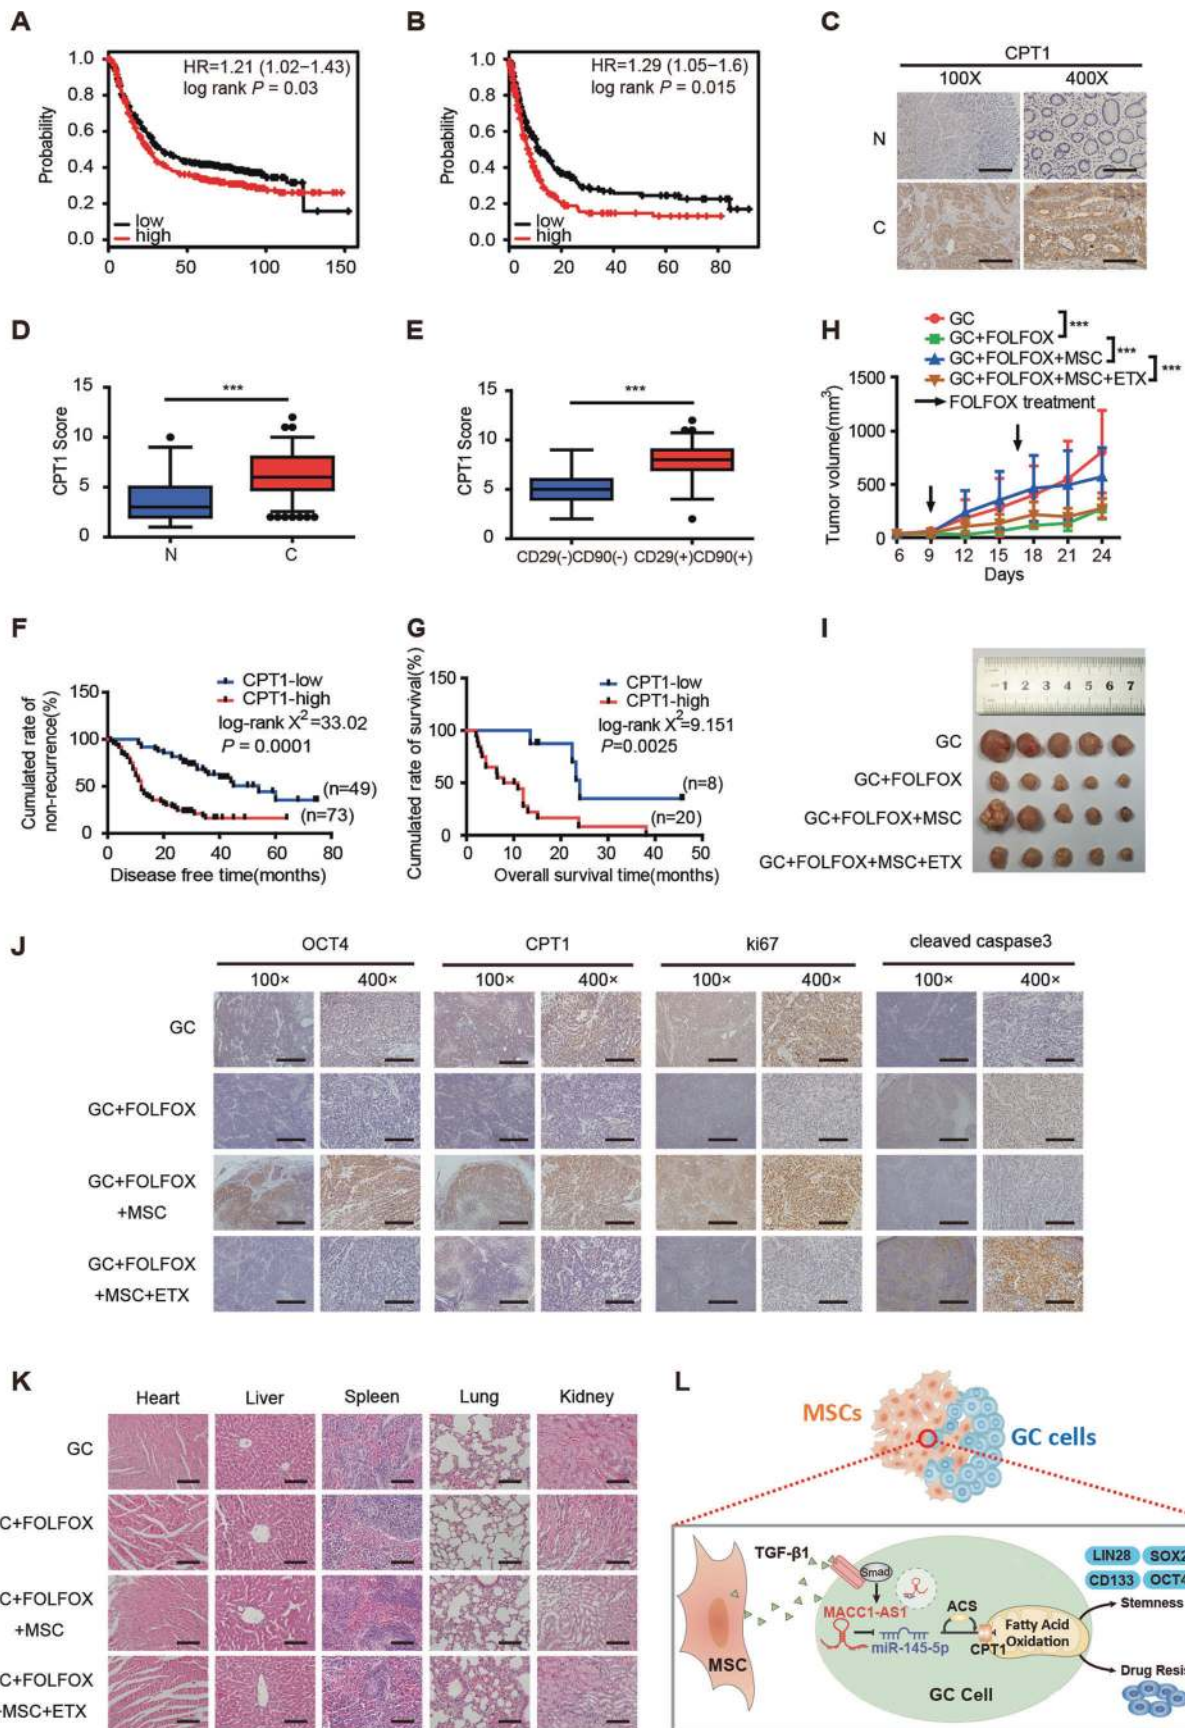 A
Probability
1.0
0.8
0.6
0.4
0.2
0.0
HR=1.21 (1.02−1.43)
log rank P = 0.03
low
high
0 50 100 150
B
Probability
1.0
0.8
0.6
0.4
0.2
0.0
HR=1.29 (1.05−1.6)
log rank P = 0.015
low
high
0 20 40 60 80
C
CPT1
100X 400X
N
C
D
CPT1 Score
15
10
5
0
***
N C
E
CPT1 Score
15
10
5
0
***
CD29(-)CD90(-) CD29(+)CD90(+)
H
GC
GC+FOLFOX
GC+FOLFOX+MSC
GC+FOLFOX+MSC+ETX
FOLFOX treatment
***
***
***
Tumor volume(mm3)
1500
1000
500
0
6 9 12 15 18 21 24
Days
F
Cumulated rate of
non-recurrence(%)
150
100
50
0
CPT1-low
CPT1-high
log-rank X2=33.02
P = 0.0001
(n=49)
(n=73)
0 20 40 60 80
Disease free time(months)
G
Cumulated rate of survival(%)
150
100
50
0
CPT1-low
CPT1-high
log-rank X2=9.151
P=0.0025
(n=8)
(n=20)
0 10 20 30 40 50
Overall survival time(months)
I
1 2 3 4 5 6 7
GC
GC+FOLFOX
GC+FOLFOX+MSC
GC+FOLFOX+MSC+ETX
J
OCT4 CPT1 ki67 cleaved caspase3
100× 400× 100× 400× 100× 400× 100× 400×
GC
GC+FOLFOX
GC+FOLFOX
+MSC
GC+FOLFOX
+MSC+ETX
K
Heart Liver Spleen Lung Kidney
GC
C+FOLFOX
C+FOLFOX
+MSC
C+FOLFOX
-MSC+ETX
L
MSCs
GC cells
TGF-β1
Smad
MACC1-AS1
miR-145-5p
ACS
CPT1
Fatty Acid
Oxidation
LIN28 SOX2
CD133 OCT4
Stemness
Drug Resis
MSC
GC Cell